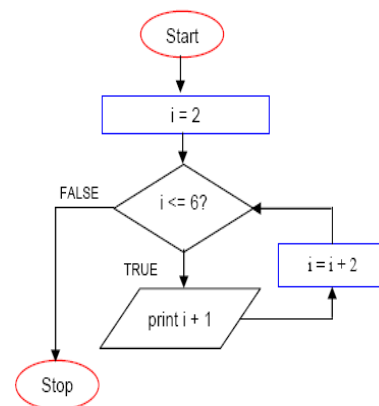 Start
i = 2
i <= 6?
FALSE
TRUE
i = i + 2
print i + 1
Stop